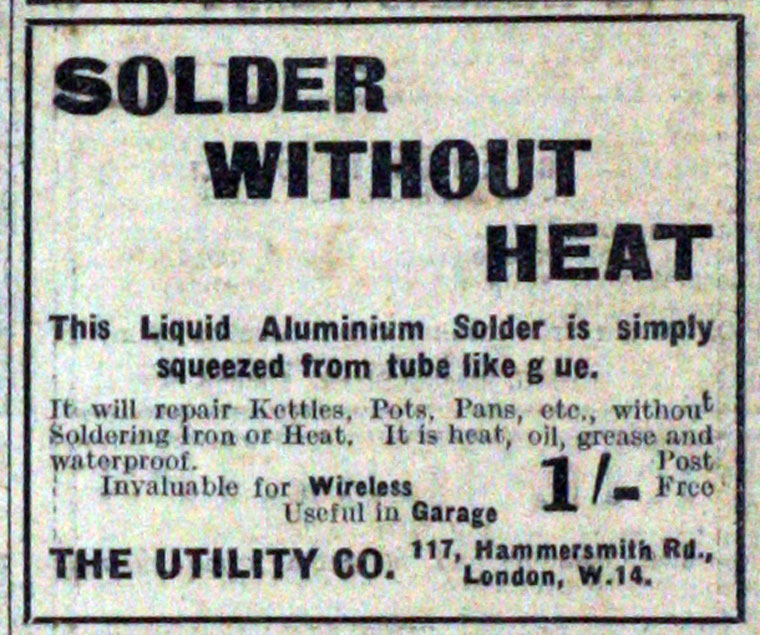 SOLDER
WITHOUT
HEAT
This Liquid Aluminium Solder is simply
squeezed from tube like g ue.
It will repair Kettles, Pots, Pans, etc., without
Soldering Iron or Heat. It is heat, oil, grease and
waterproof.
Invaluable for Wireless
Useful in Garage
1/- Post Free
THE UTILITY CO. 117, Hammersmith Rd.,
London, W.14.